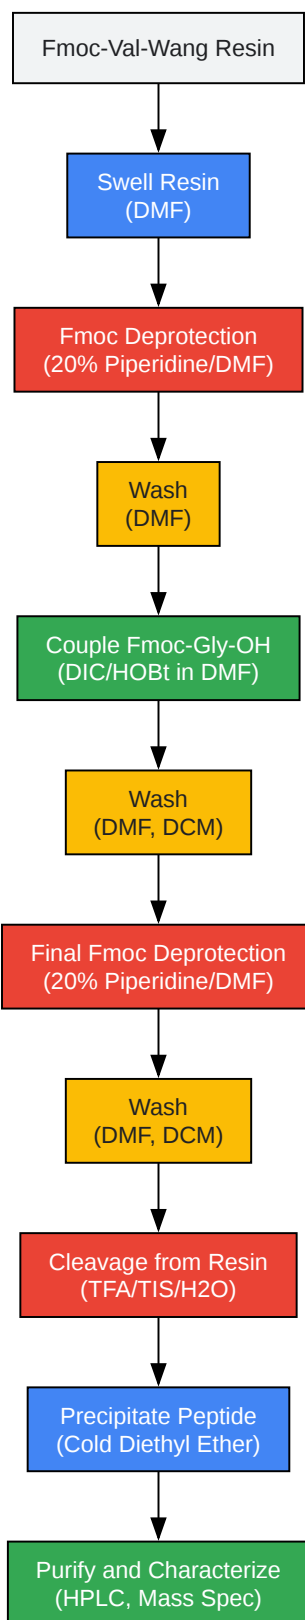 Fmoc-Val-Wang Resin
Swell Resin
(DMF)
Fmoc Deprotection
(20% Piperidine/DMF)
Wash
(DMF)
Couple Fmoc-Gly-OH
(DIC/HOBt in DMF)
Wash
(DMF, DCM)
Final Fmoc Deprotection
(20% Piperidine/DMF)
Wash
(DMF, DCM)
Cleavage from Resin
(TFA/TIS/H2O)
Precipitate Peptide
(Cold Diethyl Ether)
Purify and Characterize
(HPLC, Mass Spec)